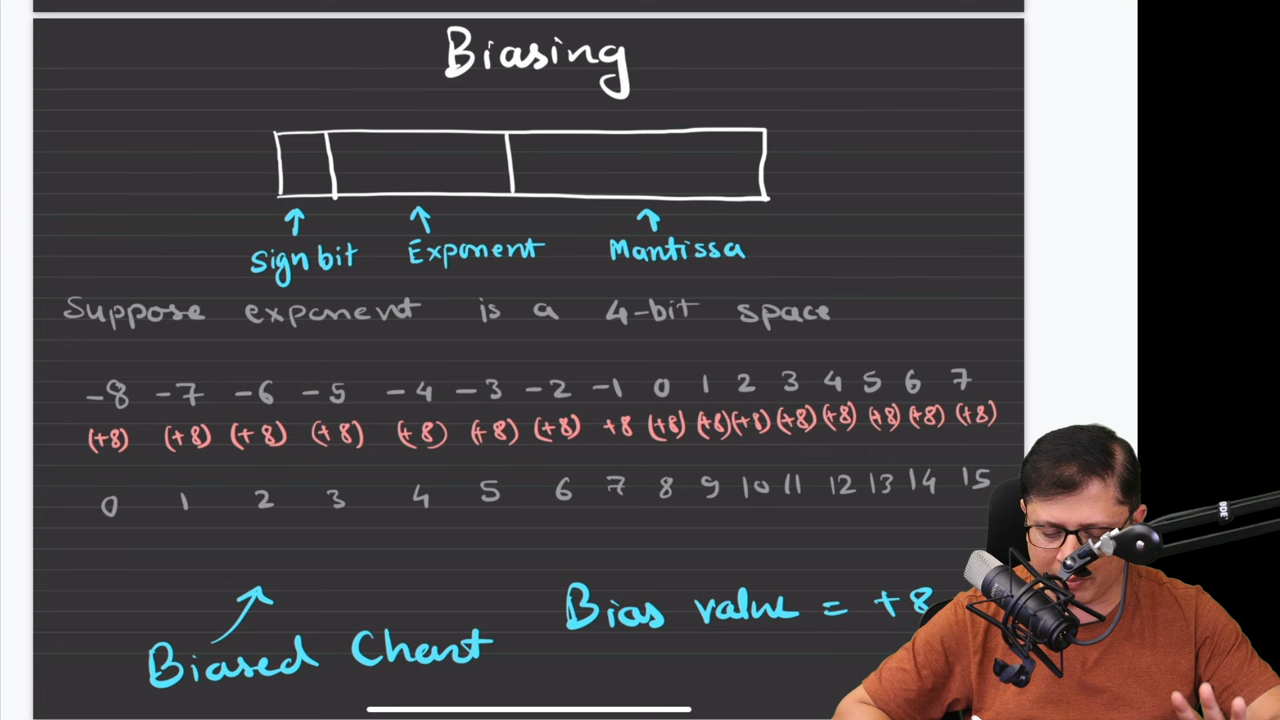 Biasing
Sign bit Exponent Mantissa
Suppose exponent is a 4-bit space
-8 -7 -6 -5 -4 -3 -2 -1 0 1 2 3 4 5 6 7
(+8) (+8) (+8) (+8) (+8) (+8) (+8) +8 (+8) (+8) (+8) (+8) (+8) (+8) (+8) (+8)
0 1 2 3 4 5 6 7 8 9 10 11 12 13 14 15
Bias value = +8
Biased Chart